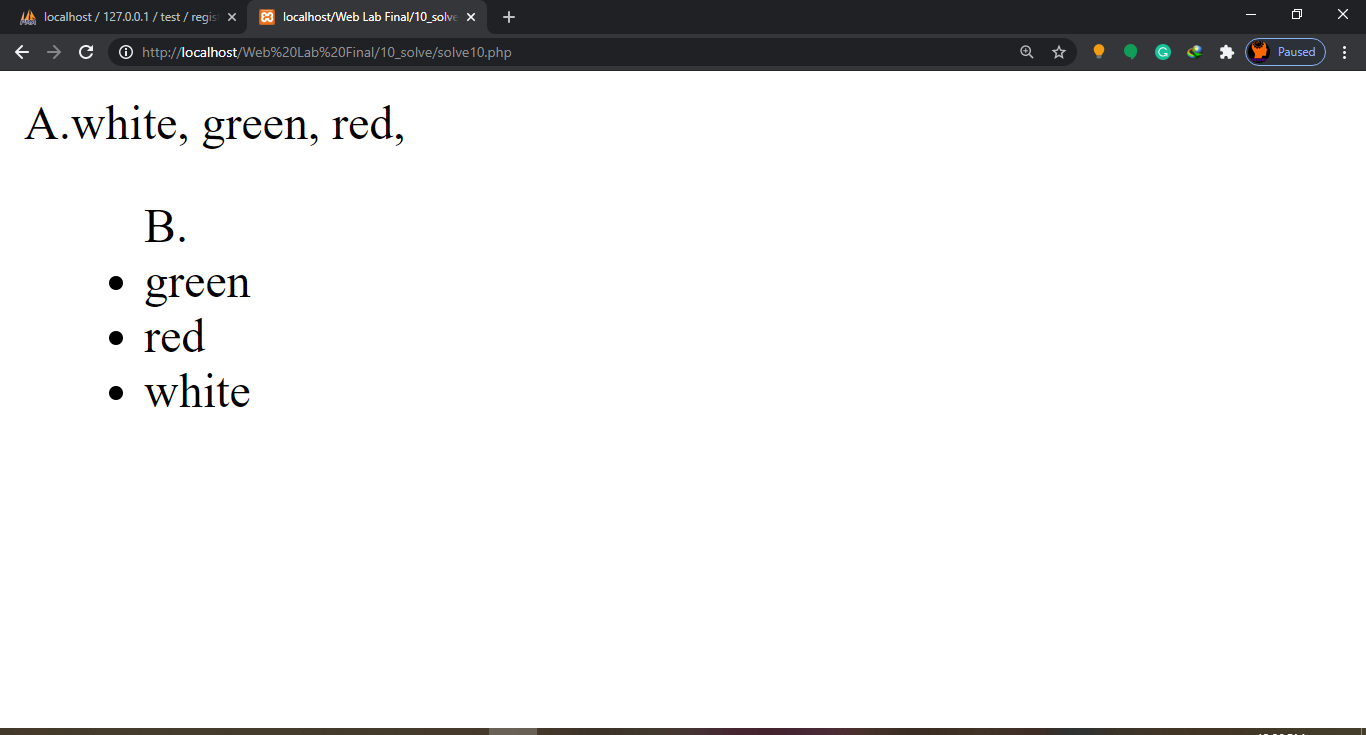 localhost / 127.0.0.1 / test / regis
localhost/Web Lab Final/10_solve
http://localhost/Web%20Lab%20Final/10_solve/solve10.php
Paused
A.white, green, red,
B.
• green
• red
• white